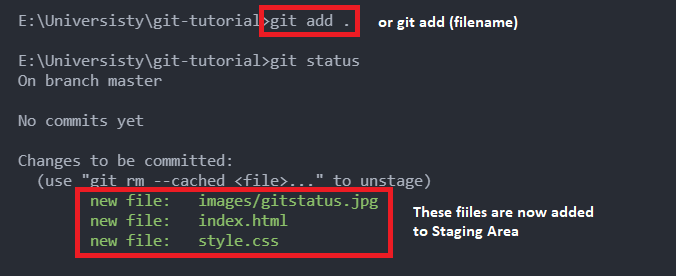 E:\Universisty\git-tutorial>git add . or git add (filename)
E:\Universisty\git-tutorial>git status
On branch master
No commits yet
Changes to be committed:
(use "git rm --cached <file>..." to unstage)
new file: images/gitstatus.jpg
new file: index.html
new file: style.css
These fiiles are now added
to Staging Area